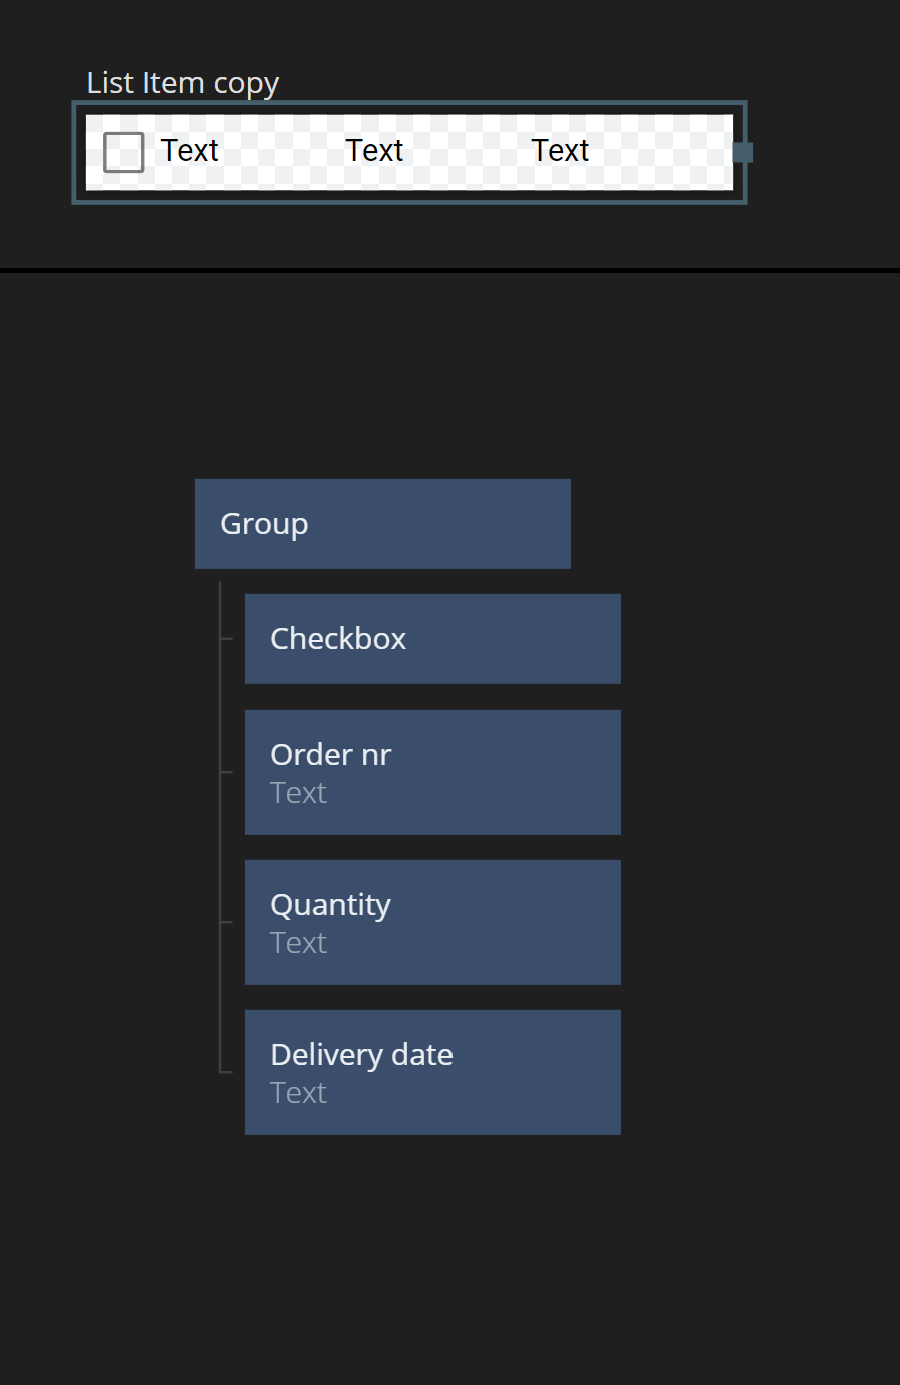 List Item copy
Text Text Text
Group
Checkbox
Order nr
Text
Quantity
Text
Delivery date
Text